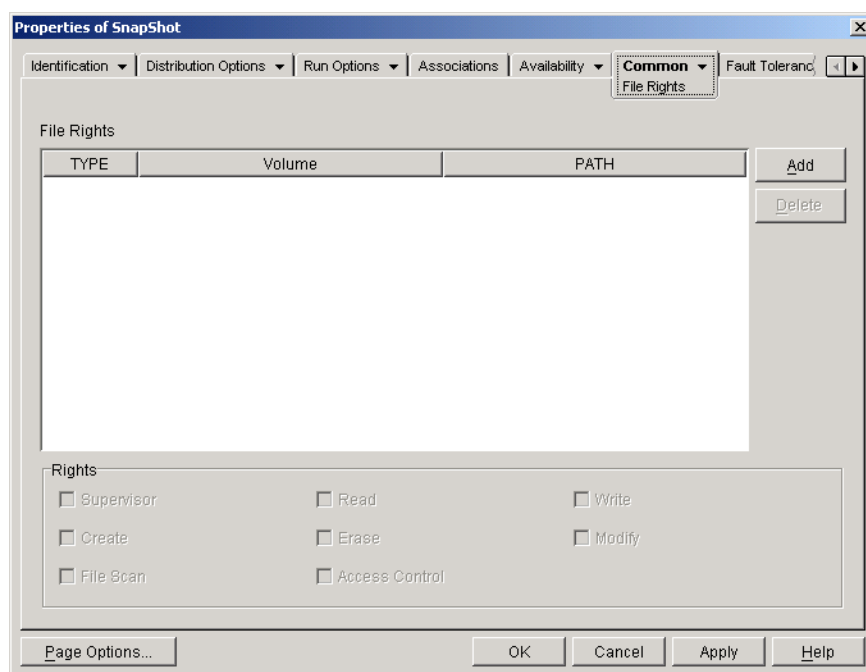 Properties of SnapShot
Identification Distribution Options Run Options Associations Availability Common Fault Toleranc
File Rights
File Rights
TYPE Volume PATH
Add
Delete
Rights
Supervisor Read Write
Create Erase Modify
File Scan Access Control
Page Options... OK Cancel Apply Help